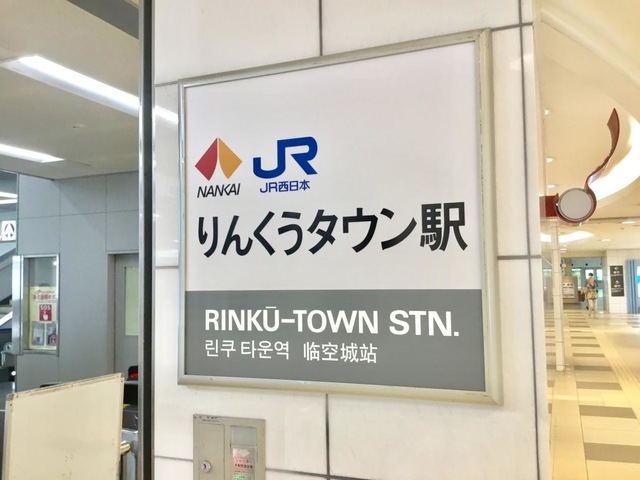 NANKAI
JR
JR西日本
りんくうタウン駅
RINKŪ-TOWN STN.
린쿠 타운역 临空城站
SOS